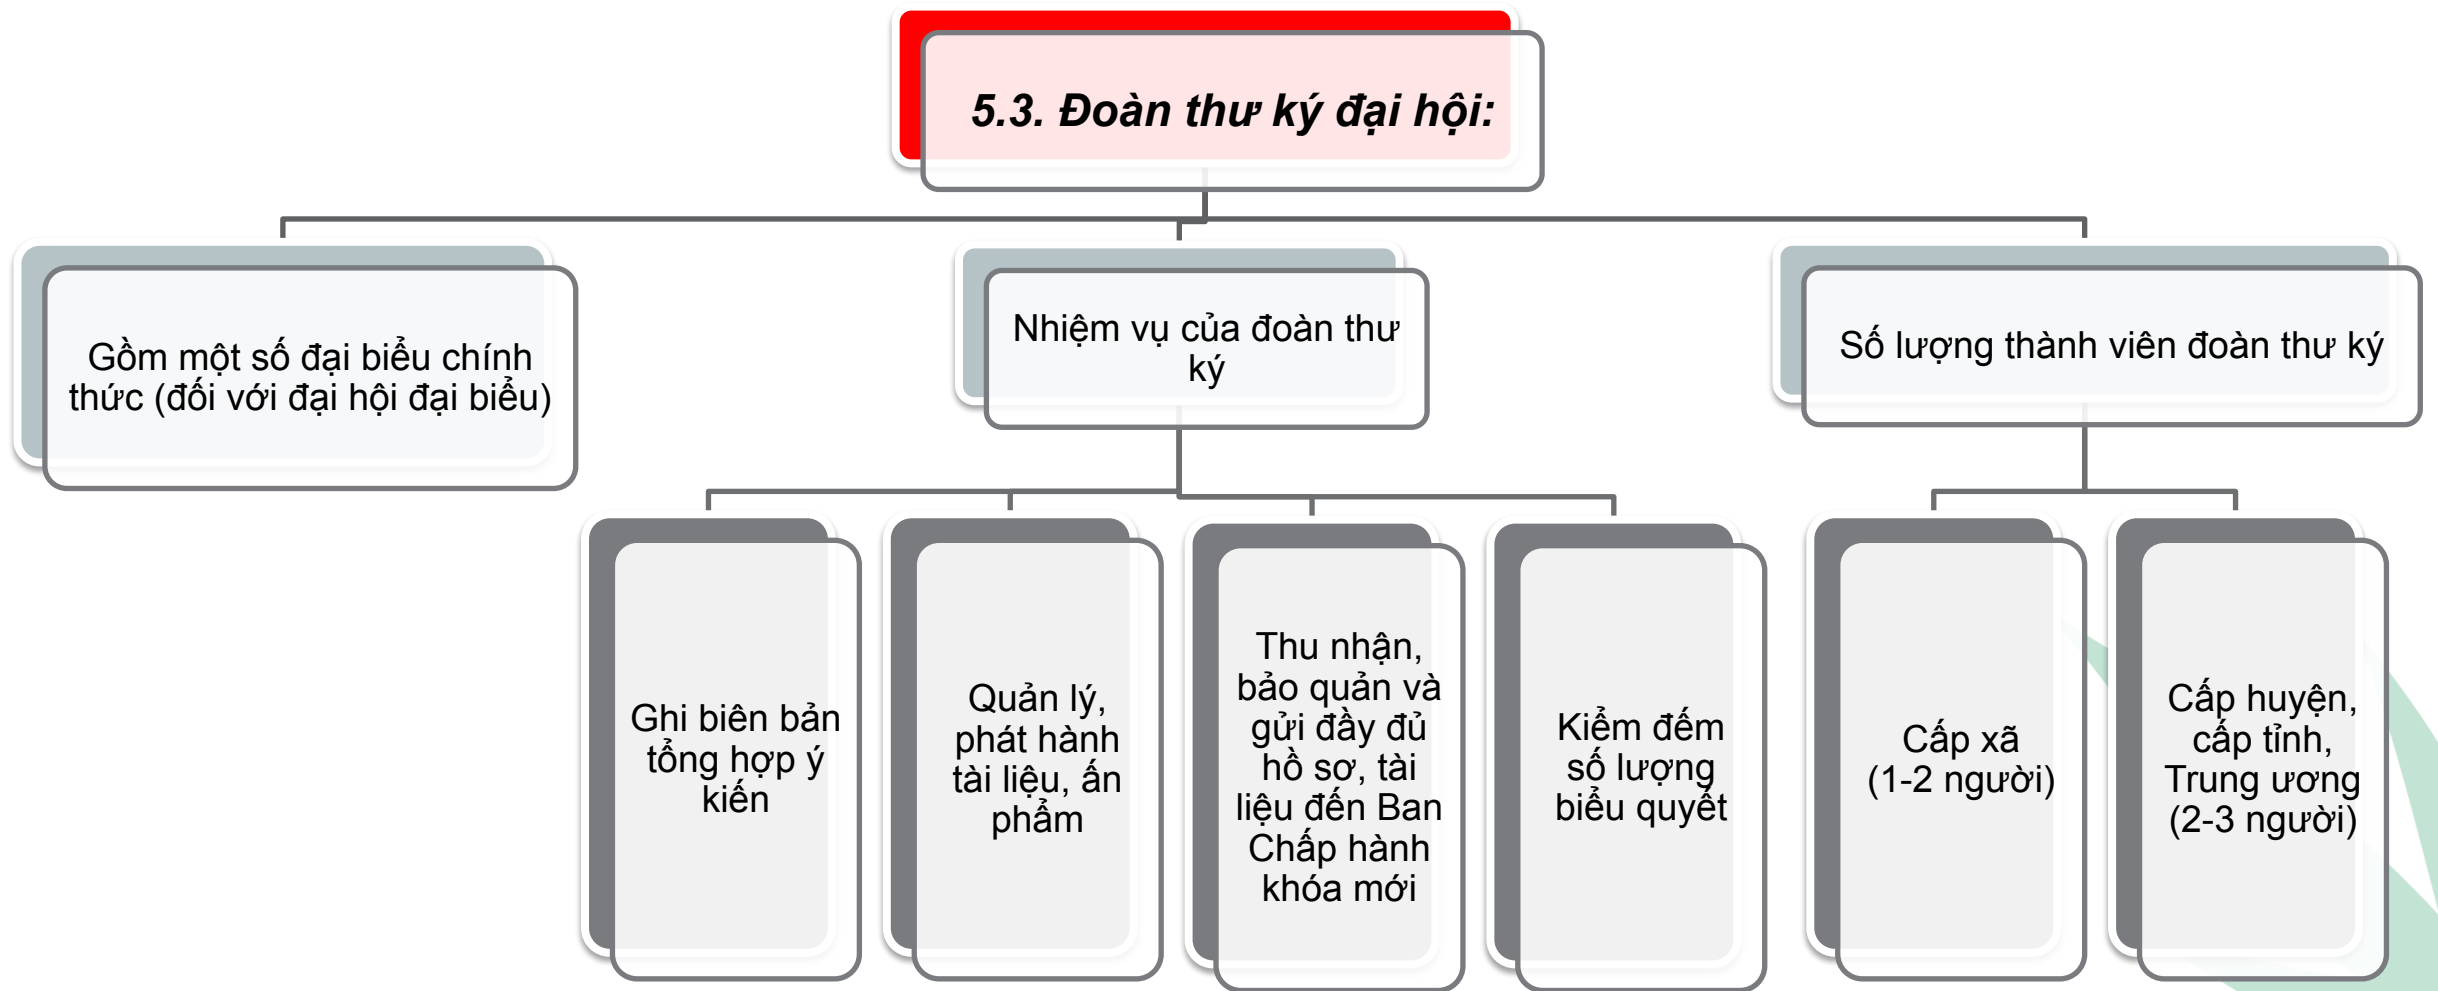 5.3. Đoàn thư ký đại hội:
Gồm một số đại biểu chính
thức (đối với đại hội đại biểu)
Nhiệm vụ của đoàn thư
ký
Số lượng thành viên đoàn thư ký
Ghi biên bản
tổng hợp ý
kiến
Quản lý,
phát hành
tài liệu, ấn
phẩm
Thu nhận,
bảo quản và
gửi đầy đủ
hồ sơ, tài
liệu đến Ban
Chấp hành
khóa mới
Kiểm đếm
số lượng
biểu quyết
Cấp xã
(1-2 người)
Cấp huyện,
cấp tỉnh,
Trung ương
(2-3 người)